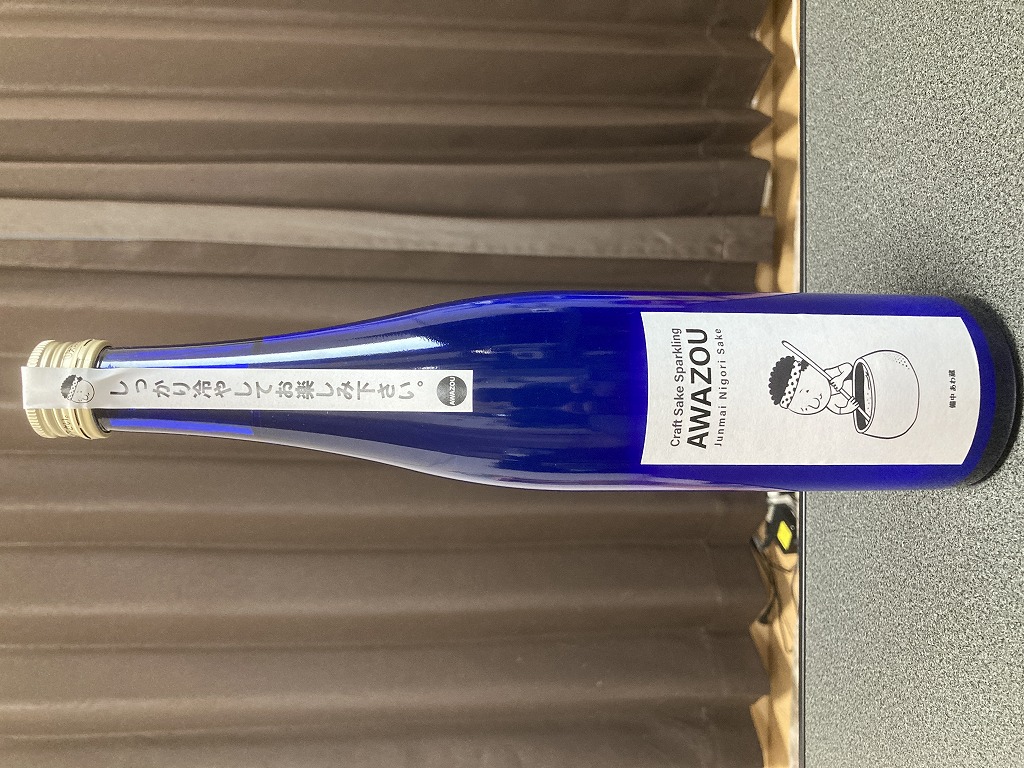 しっかり冷やしてお楽しみ下さい。
AWAZOU
Craft Sake Sparkling
AWAZOU
Junmai Nigori Sake
備中 あわ蔵